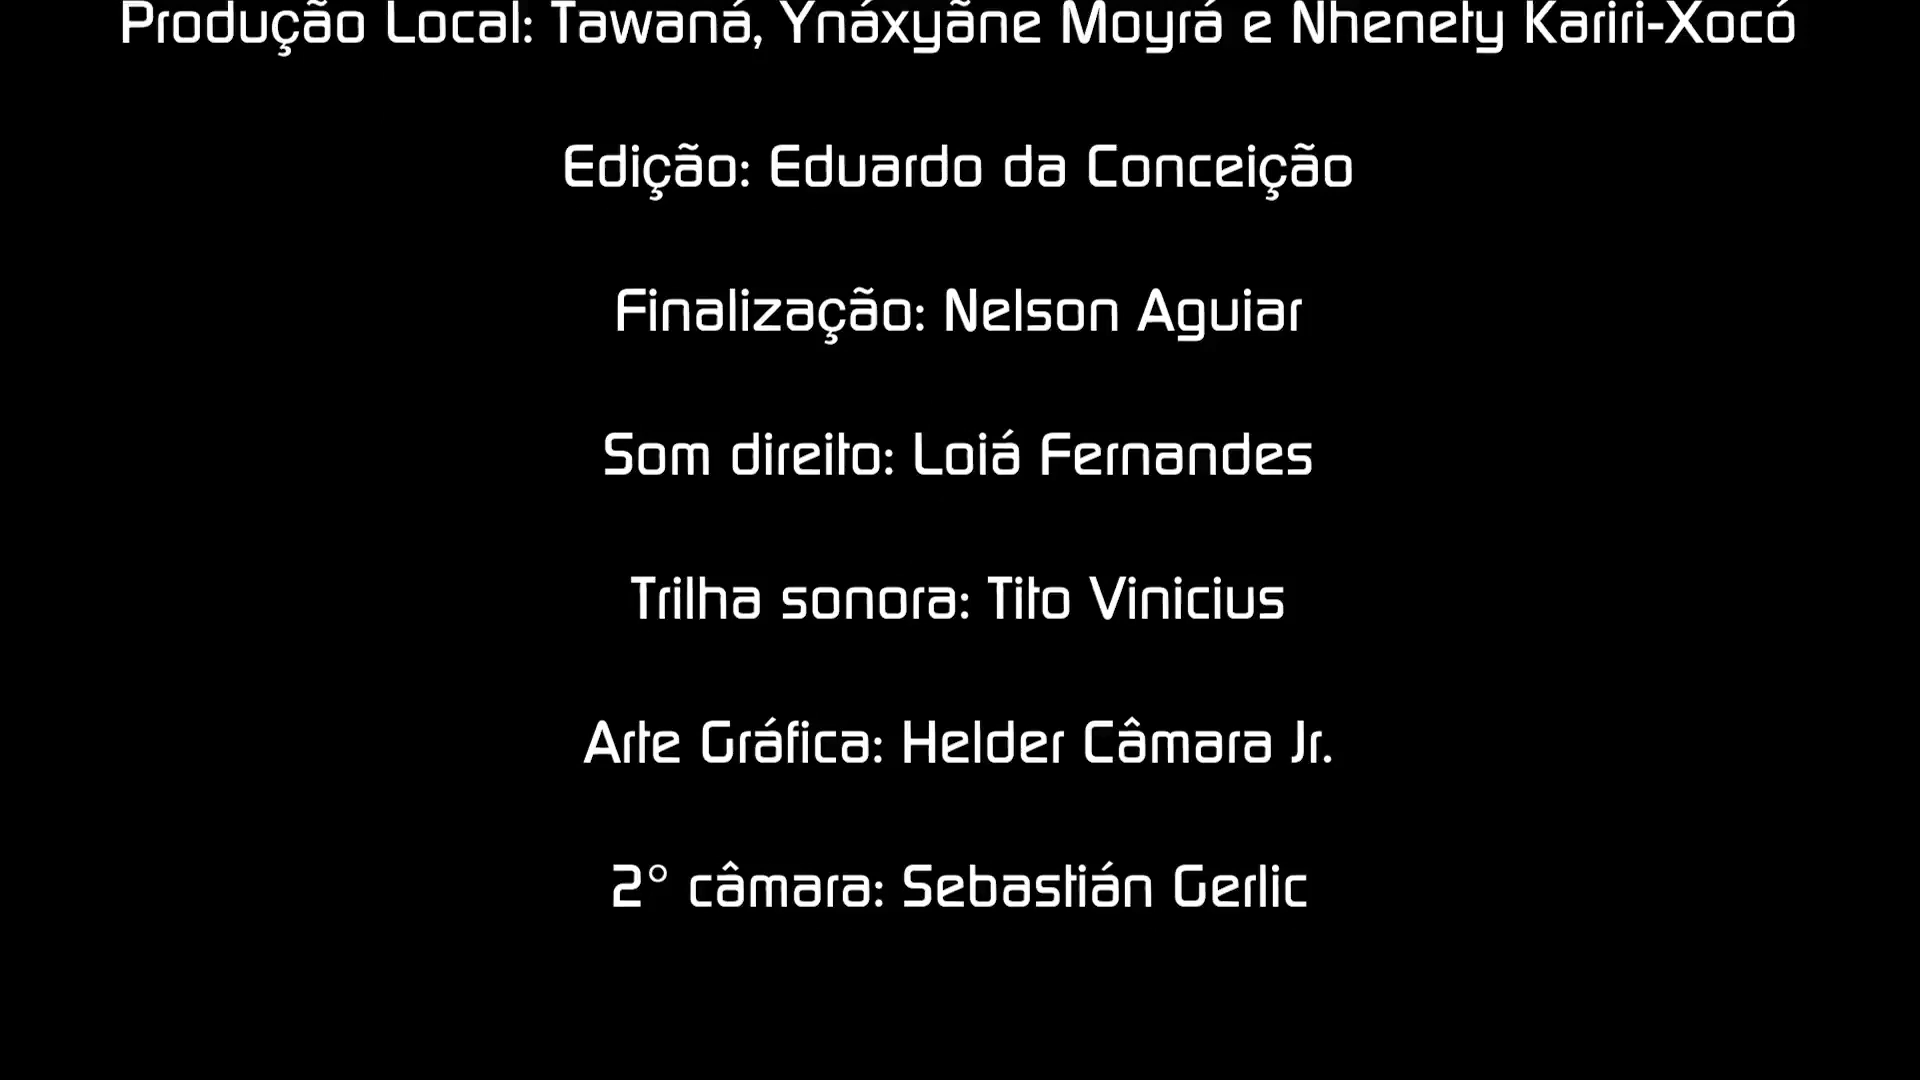 Produção Local: Tawaná, Ynáxyãne Moyrá e Nhenety Kariri-Xocó
Edição: Eduardo da Conceição
Finalização: Nelson Aguiar
Som direito: Loiá Fernandes
Trilha sonora: Tito Vinicius
Arte Gráfica: Helder Câmara Jr.
2° câmara: Sebastián Gerlic